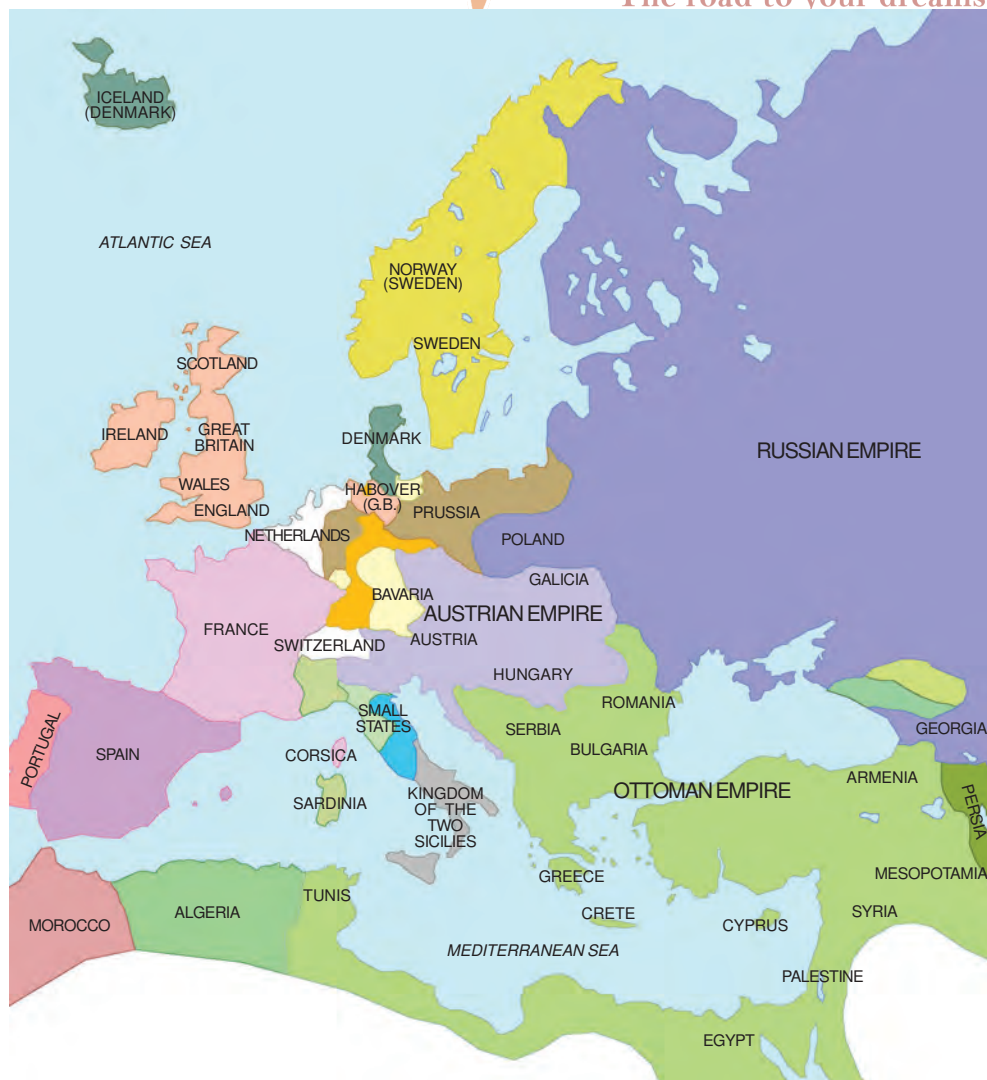 The road to your dreams
ICELAND
(DENMARK)
ATLANTIC SEA
NORWAY
(SWEDEN)
SWEDEN
SCOTLAND
IRELAND
GREAT
BRITAIN
WALES
ENGLAND
DENMARK
HABOVER
(G.B.)
PRUSSIA
NETHERLANDS
RUSSIAN EMPIRE
POLAND
GALICIA
BAVARIA
AUSTRIAN EMPIRE
FRANCE
SWITZERLAND
AUSTRIA
HUNGARY
ROMANIA
SMALL
STATES
SERBIA
BULGARIA
GEORGIA
PORTUGAL
SPAIN
CORSICA
SARDINIA
KINGDOM
OF THE
TWO
SICILIES
OTTOMAN EMPIRE
ARMENIA
PERSIA
GREECE
MESOPOTAMIA
TUNIS
ALGERIA
MOROCCO
CRETE
CYPRUS
SYRIA
MEDITERRANEAN SEA
PALESTINE
EGYPT